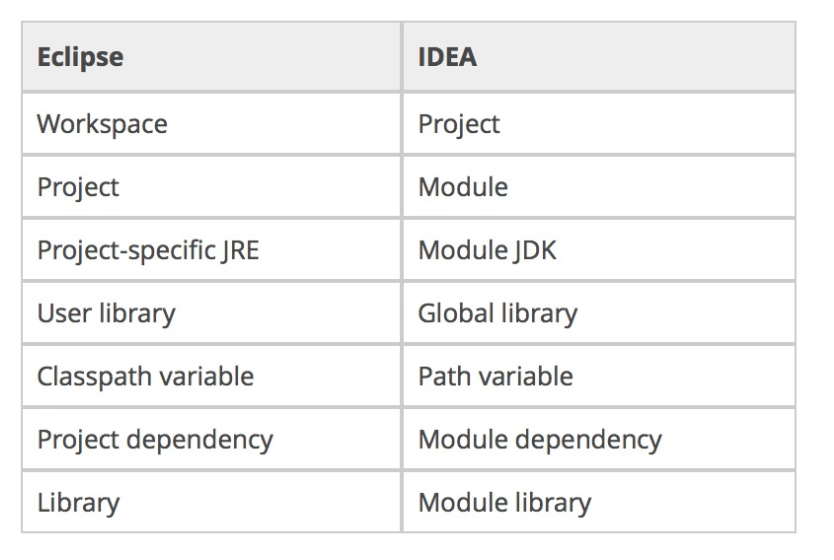 Eclipse IDEA
Workspace Project
Project Module
Project-specific JRE Module JDK
User library Global library
Classpath variable Path variable
Project dependency Module dependency
Library Module library